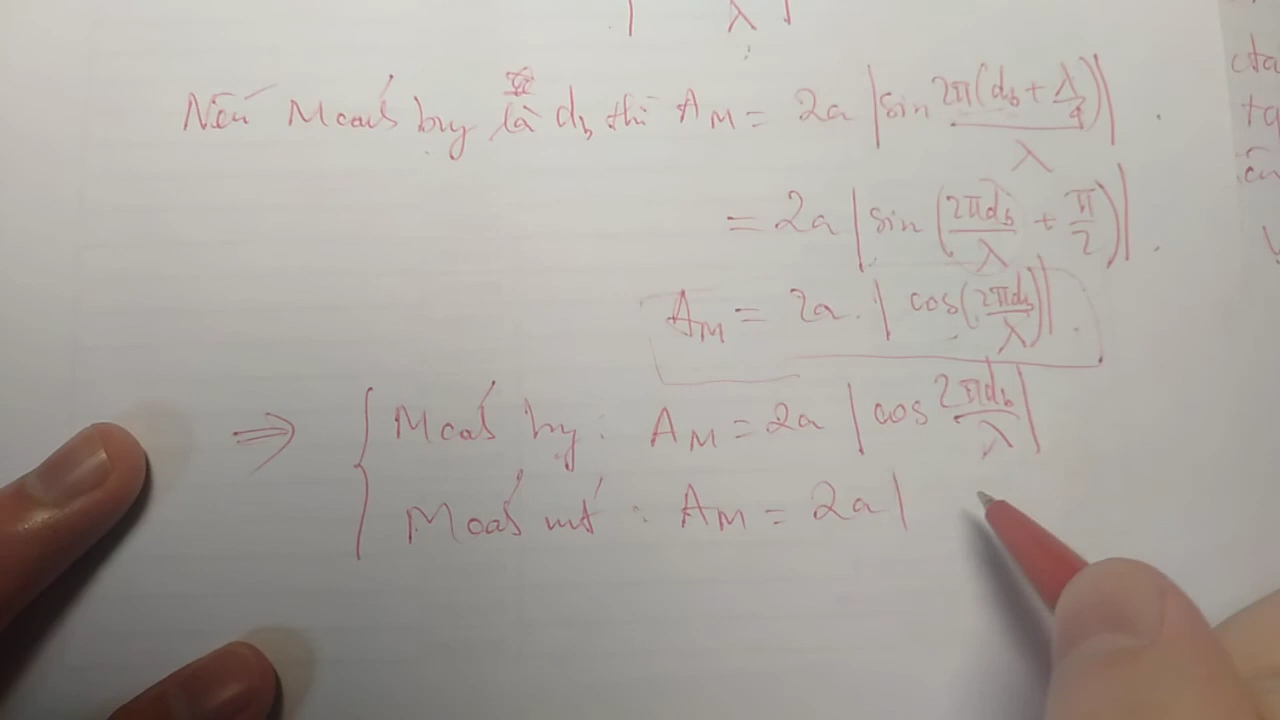 | λ |
Nếu M cách bụng là d_b thì A_M = 2a |sin 2π(d_b + λ/4)/λ| .
= 2a |sin (2πd_b/λ + π/2)| .
A_M = 2a . | cos(2πd_b/λ)| .
⇒ { M cách bụng : A_M = 2a |cos 2πd_b/λ|
M cách nút : A_M = 2a |